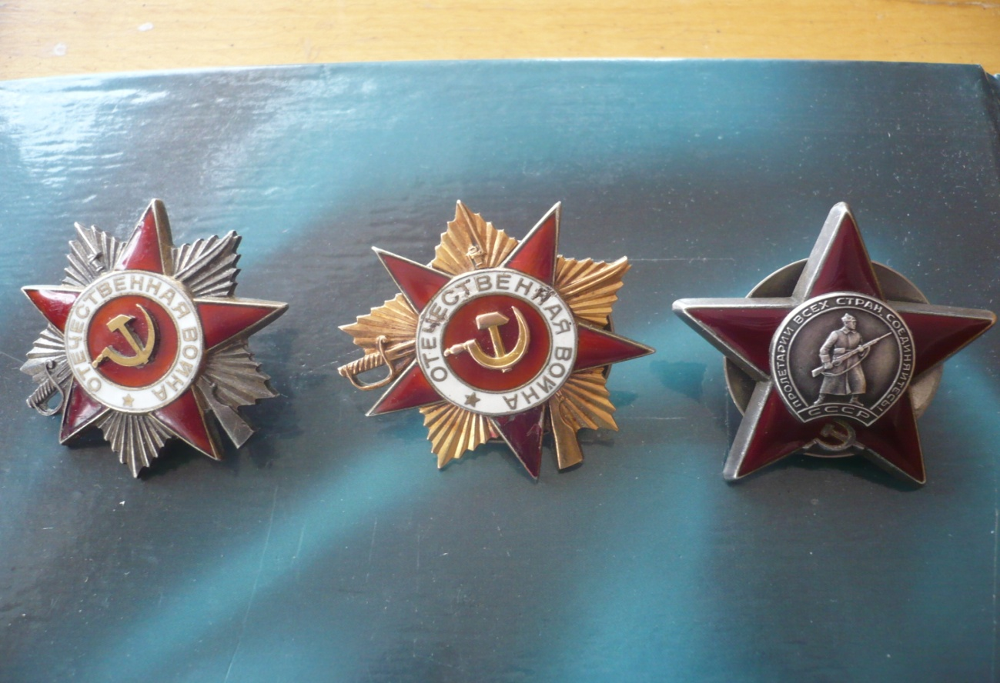 ОТЕЧЕСТВЕННАЯ ВОЙНА
ОТЕЧЕСТВЕННАЯ ВОЙНА
ПРОЛЕТАРИИ ВСЕХ СТРАН, СОЕДИНЯЙТЕСЬ!
СССР